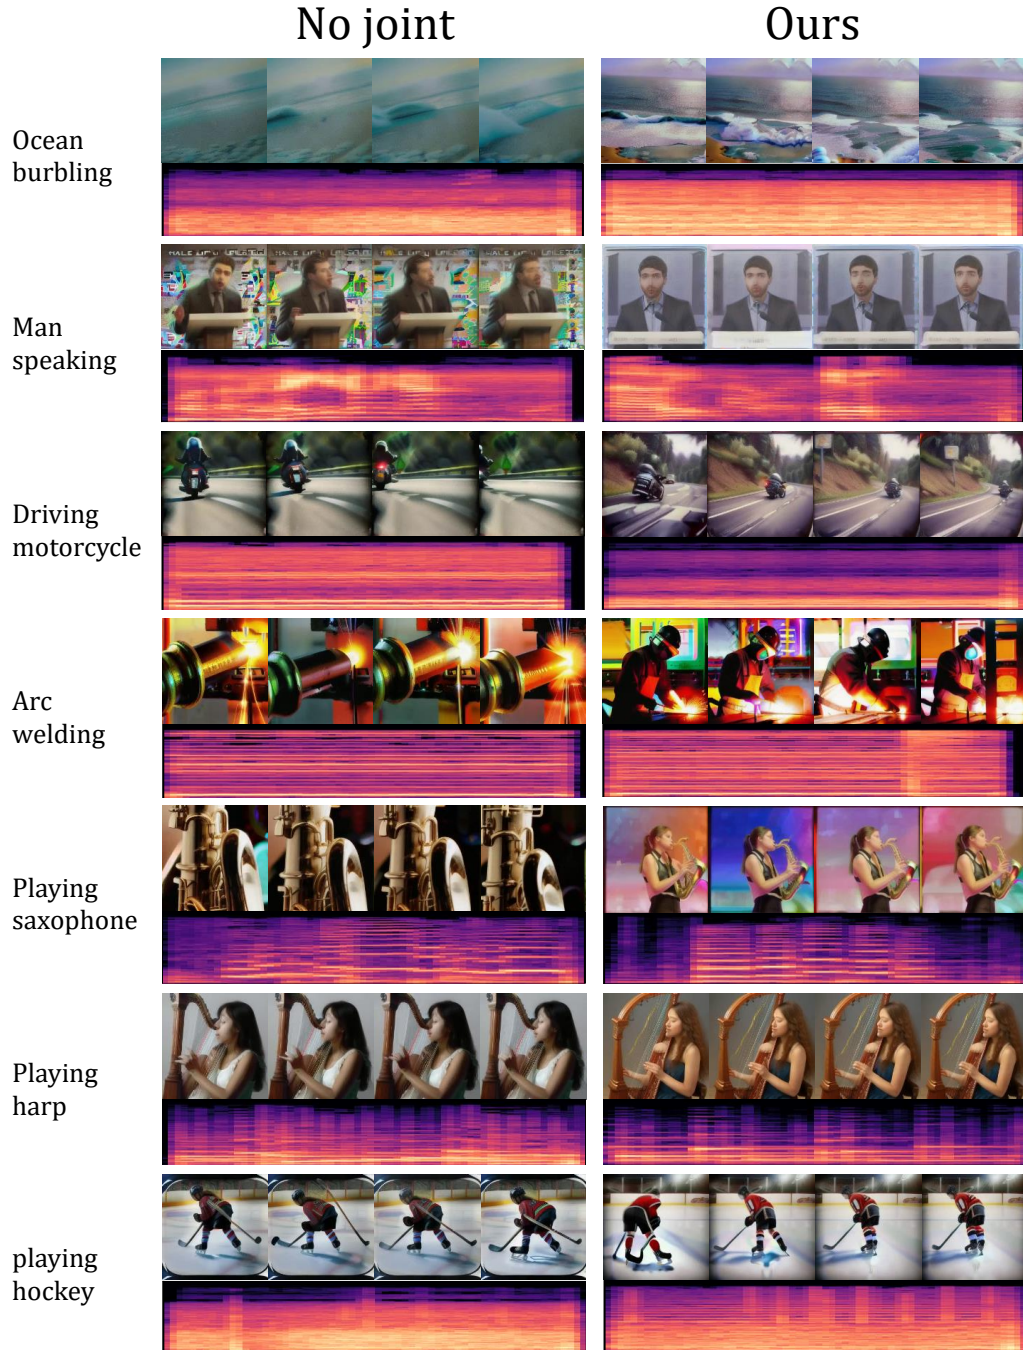 No joint
Ours
Ocean
burbling
Man
speaking
Driving
motorcycle
Arc
welding
Playing
saxophone
Playing
harp
playing
hockey